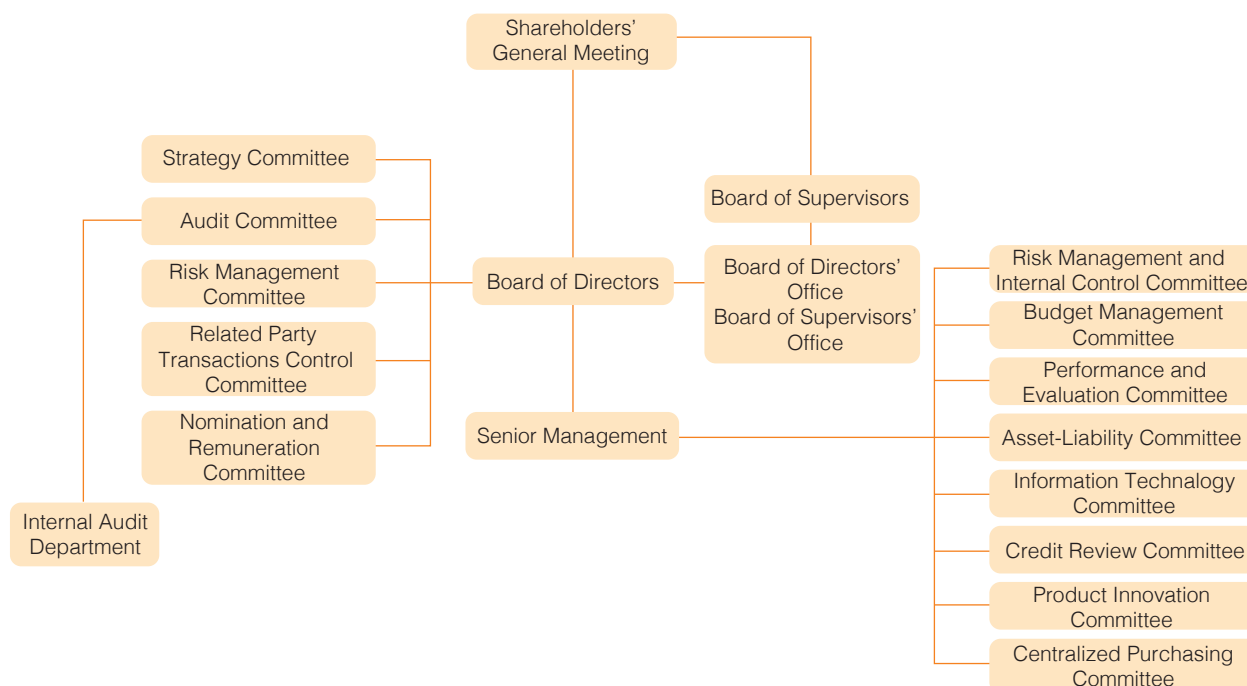 Shareholders'
General Meeting
Strategy Committee
Audit Committee
Risk Management
Committee
Related Party
Transactions Control
Committee
Nomination and
Remuneration
Committee
Internal Audit
Department
Board of Directors
Senior Management
Board of Supervisors
Board of Directors'
Office
Board of Supervisors'
Office
Risk Management and
Internal Control Committee
Budget Management
Committee
Performance and
Evaluation Committee
Asset-Liability Committee
Information Technalogy
Committee
Credit Review Committee
Product Innovation
Committee
Centralized Purchasing
Committee